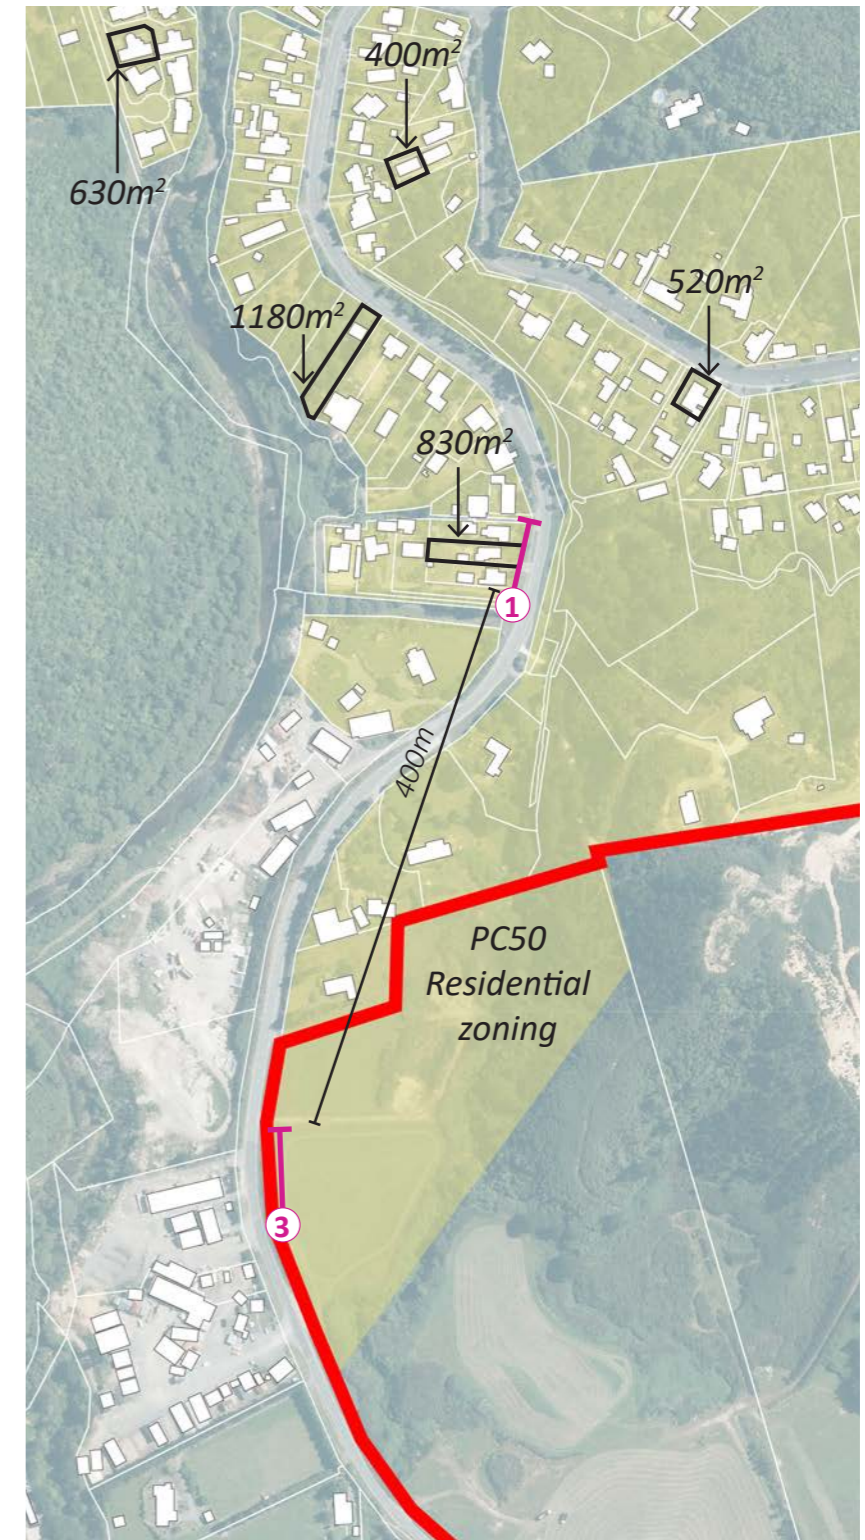 400m²
630m²
520m²
1180m²
830m²
1
400m
PC50
Residential
zoning
3